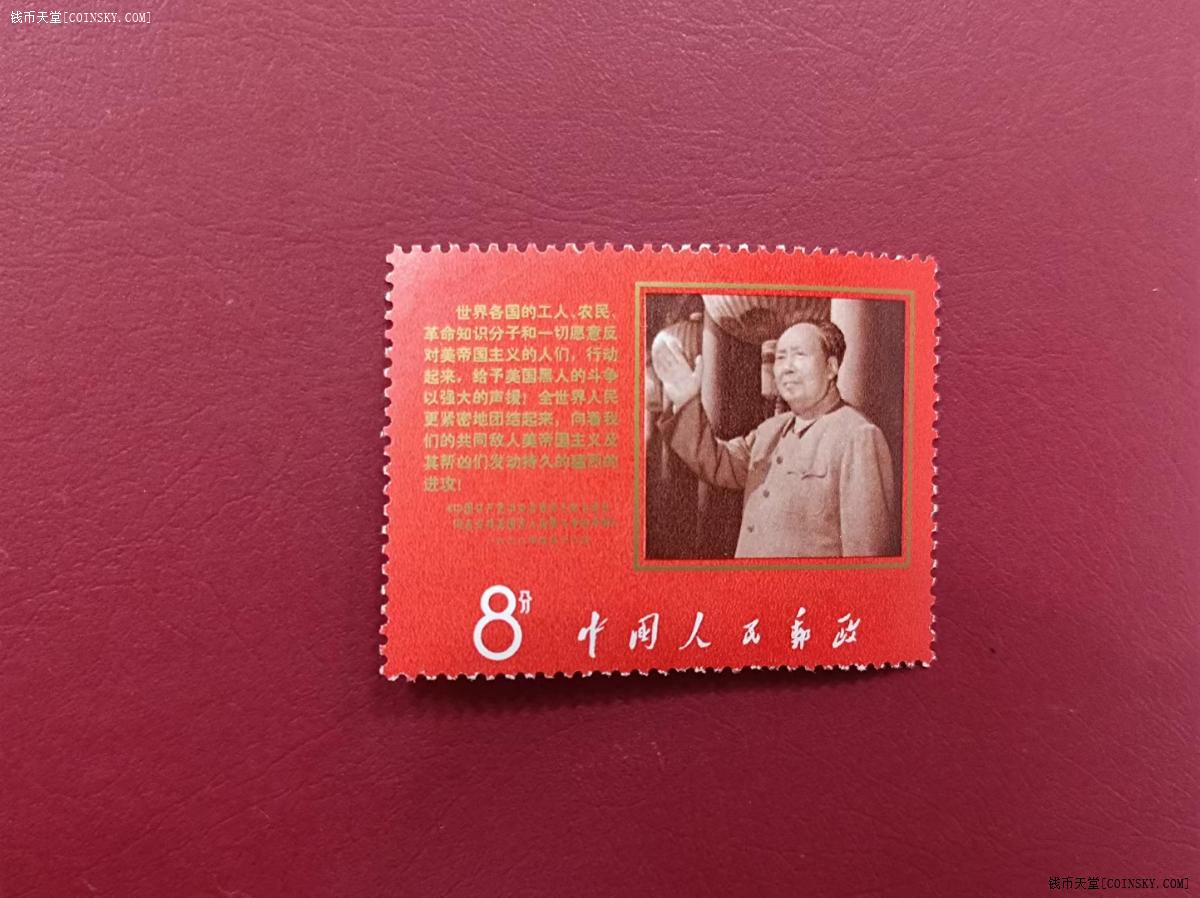 钱币天堂[COINSKY.COM]
世界各国的工人、农民、
革命知识分子和一切愿意反
对美帝国主义的人们，行动
起来，给予美国黑人的斗争
以强大的声援！全世界人民
更紧密地团结起来，向着我
们的共同敌人美帝国主义及
其帮凶们发动持久的猛烈的
进攻！
8分
中国人民邮政
钱币天堂[COINSKY.COM]